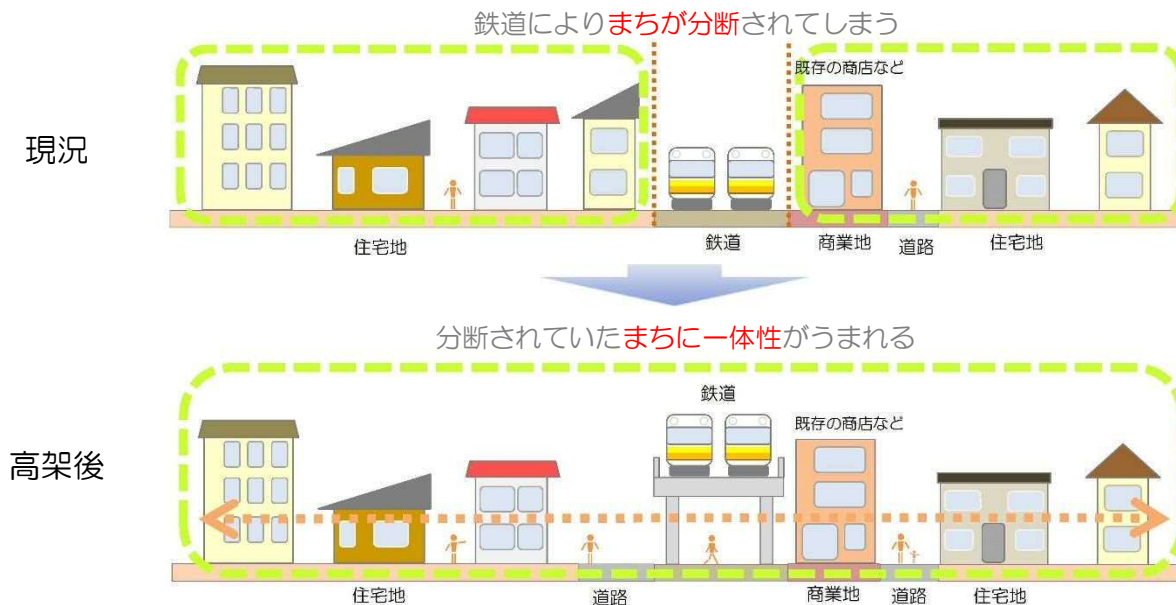 鉄道によりまちが分断されてしまう
既存の商店など
現況
住宅地
鉄道
商業地
道路
住宅地
分断されていたまちに一体性がうまれる
鉄道
既存の商店など
高架後
住宅地
道路
商業地
道路
住宅地